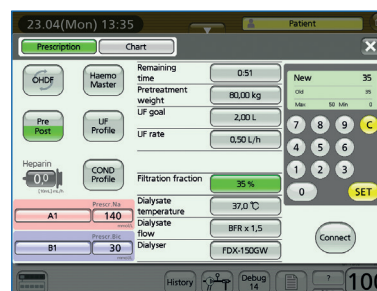 23.04(Mon) 13:35
Patient
Prescription
Chart
X
OHDF
Haemo Master
Pre Post
UF Profile
Heparin
0.0
COND Profile
Prescr.Na
A1 140
Prescr.Bic
B1 30
Remaining time 0:51
Pretreatment weight 80,00 kg
UF goal 2,00 L
UF rate 0,50 L/h
Filtration fraction 35 %
Dialysate temperature 37,0 °C
Dialysate flow BFR x 1,5
Dialyser FDX-150GW
New 35
Old 35
Max 50 Min 0
7 8 9 C
4 5 6
1 2 3
0 SET
Connect
History
Debug 14
?
100